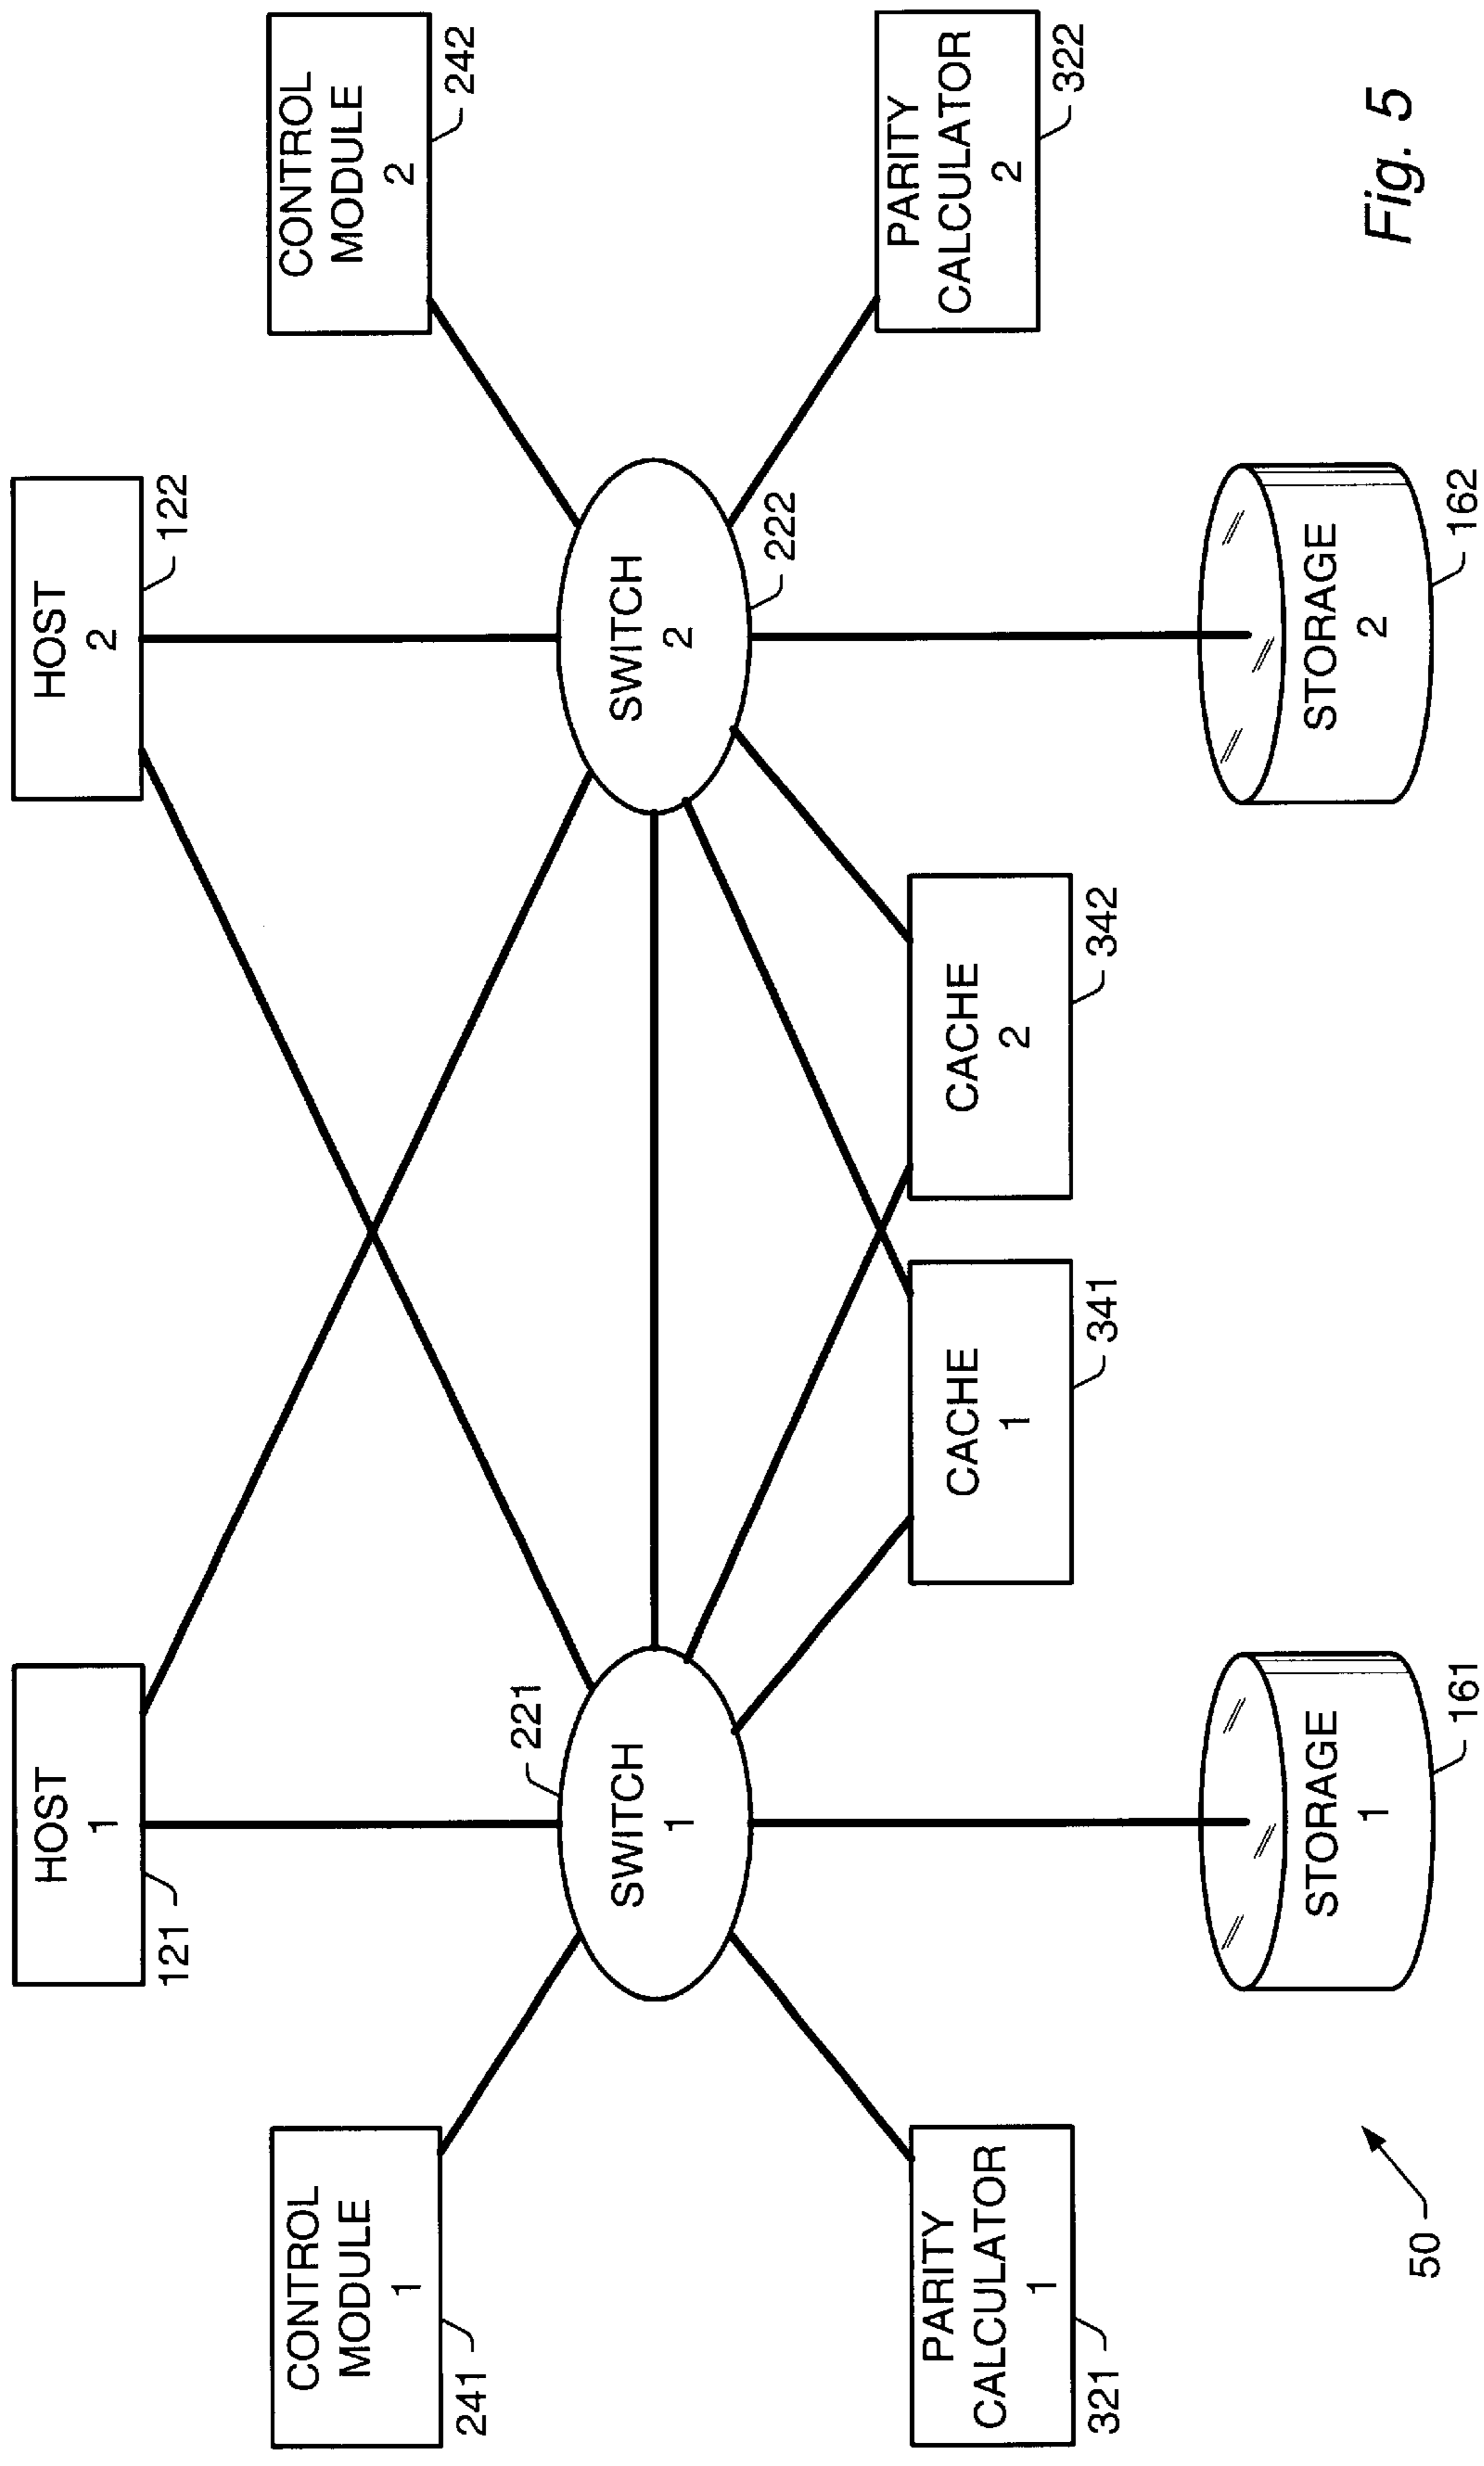 HOST
1
121
HOST
2
122
CONTROL
MODULE
1
241
CONTROL
MODULE
2
242
SWITCH
1
221
SWITCH
2
222
PARITY
CALCULATOR
1
321
CACHE
1
341
CACHE
2
342
PARITY
CALCULATOR
2
322
STORAGE
1
161
STORAGE
2
162
50
Fig. 5